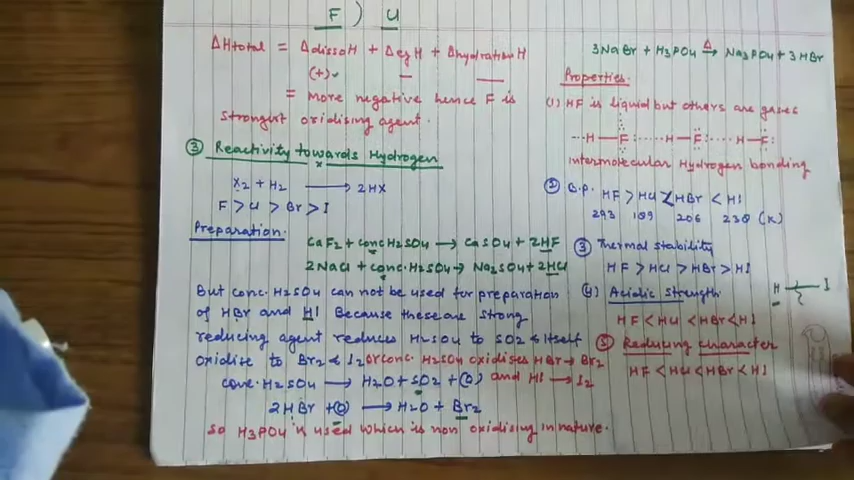 F ) Cl
ΔHtotal = ΔdissoH + ΔegH + ΔhydrationH
(+) – —
= more negative hence F is
strongest oxidising agent.
③ Reactivity towards Hydrogen
X2 + H2 ⟶ 2HX
F > Cl > Br > I
Preparation.
CaF2 + conc H2SO4 ⟶ CaSO4 + 2HF
2NaCl + conc. H2SO4 → Na2SO4 + 2HCl
But conc. H2SO4 can not be used for preparation
of HBr and HI Because these are strong
reducing agent reduces H2SO4 to SO2 & itself
oxidise to Br2 & I2 or conc. H2SO4 oxidises HBr → Br2
conc. H2SO4 ⟶ H2O + SO2 + (O) and HI ⟶ I2
2HBr + (O) ⟶ H2O + Br2
so H3PO4 is used which is non oxidising in nature.
3NaBr + H3PO4 Δ→ Na3PO4 + 3HBr
Properties.
(1) HF is liquid but others are gases
---H—F:-----H—F:-----H—F:
intermolecular Hydrogen bonding
② B.P. HF > HCl < HBr < HI
293 189 206 238 (K)
③ Thermal stability
HF > HCl > HBr > HI
(4) Acidic strength
H — I
HF < HCl < HBr < HI
⑤ Reducing character
HF < HCl < HBr < HI